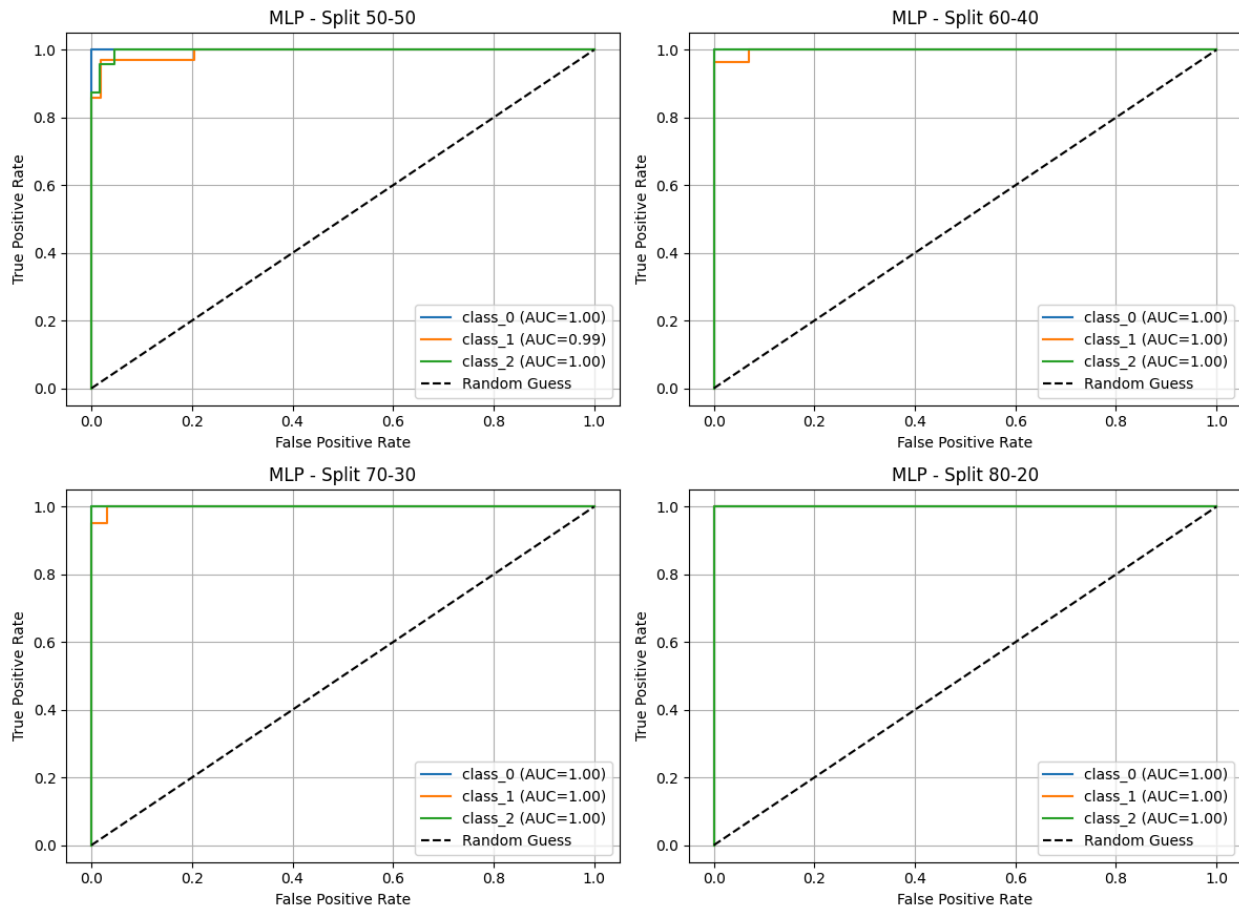 MLP - Split 50-50
True Positive Rate
1.0
0.8
0.6
0.4
0.2
0.0
class_0 (AUC=1.00)
class_1 (AUC=0.99)
class_2 (AUC=1.00)
Random Guess
0.0 0.2 0.4 0.6 0.8 1.0
False Positive Rate
MLP - Split 60-40
True Positive Rate
1.0
0.8
0.6
0.4
0.2
0.0
class_0 (AUC=1.00)
class_1 (AUC=1.00)
class_2 (AUC=1.00)
Random Guess
0.0 0.2 0.4 0.6 0.8 1.0
False Positive Rate
MLP - Split 70-30
True Positive Rate
1.0
0.8
0.6
0.4
0.2
0.0
class_0 (AUC=1.00)
class_1 (AUC=1.00)
class_2 (AUC=1.00)
Random Guess
0.0 0.2 0.4 0.6 0.8 1.0
False Positive Rate
MLP - Split 80-20
True Positive Rate
1.0
0.8
0.6
0.4
0.2
0.0
class_0 (AUC=1.00)
class_1 (AUC=1.00)
class_2 (AUC=1.00)
Random Guess
0.0 0.2 0.4 0.6 0.8 1.0
False Positive Rate